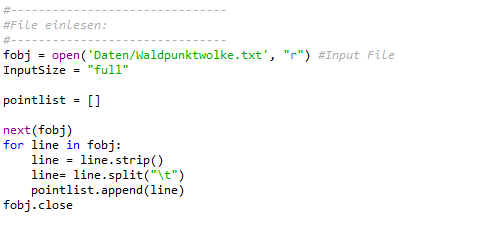 #------------------------------
#File einlesen:
#------------------------------
fobj = open('Daten/Waldpunktwolke.txt', "r") #Input File
InputSize = "full"

pointlist = []

next(fobj)
for line in fobj:
    line = line.strip()
    line= line.split("\t")
    pointlist.append(line)
fobj.close